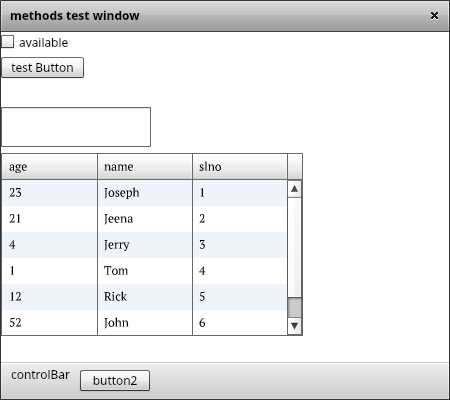 methods test window
available
test Button
age name slno
23 Joseph 1
21 Jeena 2
4 Jerry 3
1 Tom 4
12 Rick 5
52 John 6
controlBar button2